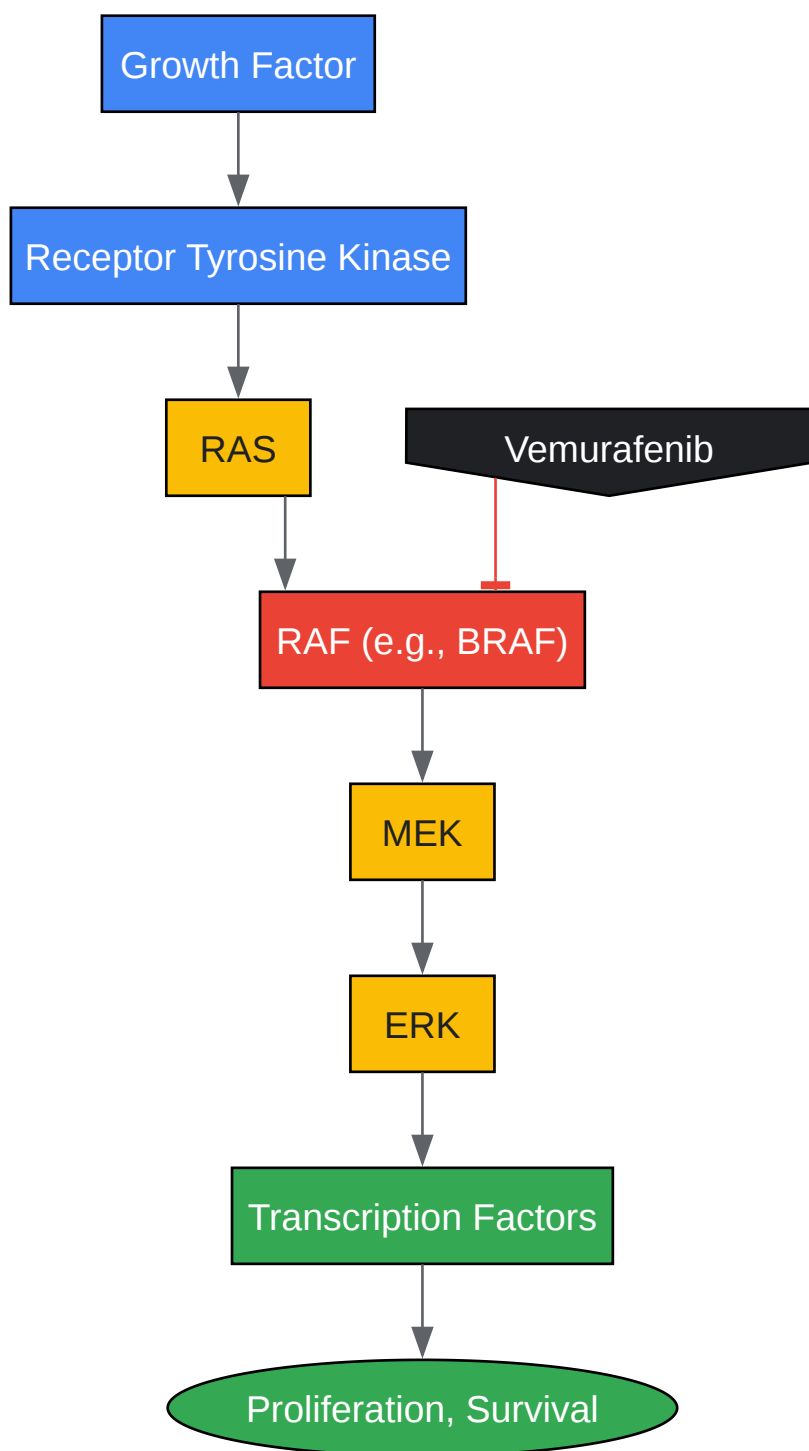 Growth Factor
Receptor Tyrosine Kinase
RAS
Vemurafenib
RAF (e.g., BRAF)
MEK
ERK
Transcription Factors
Proliferation, Survival